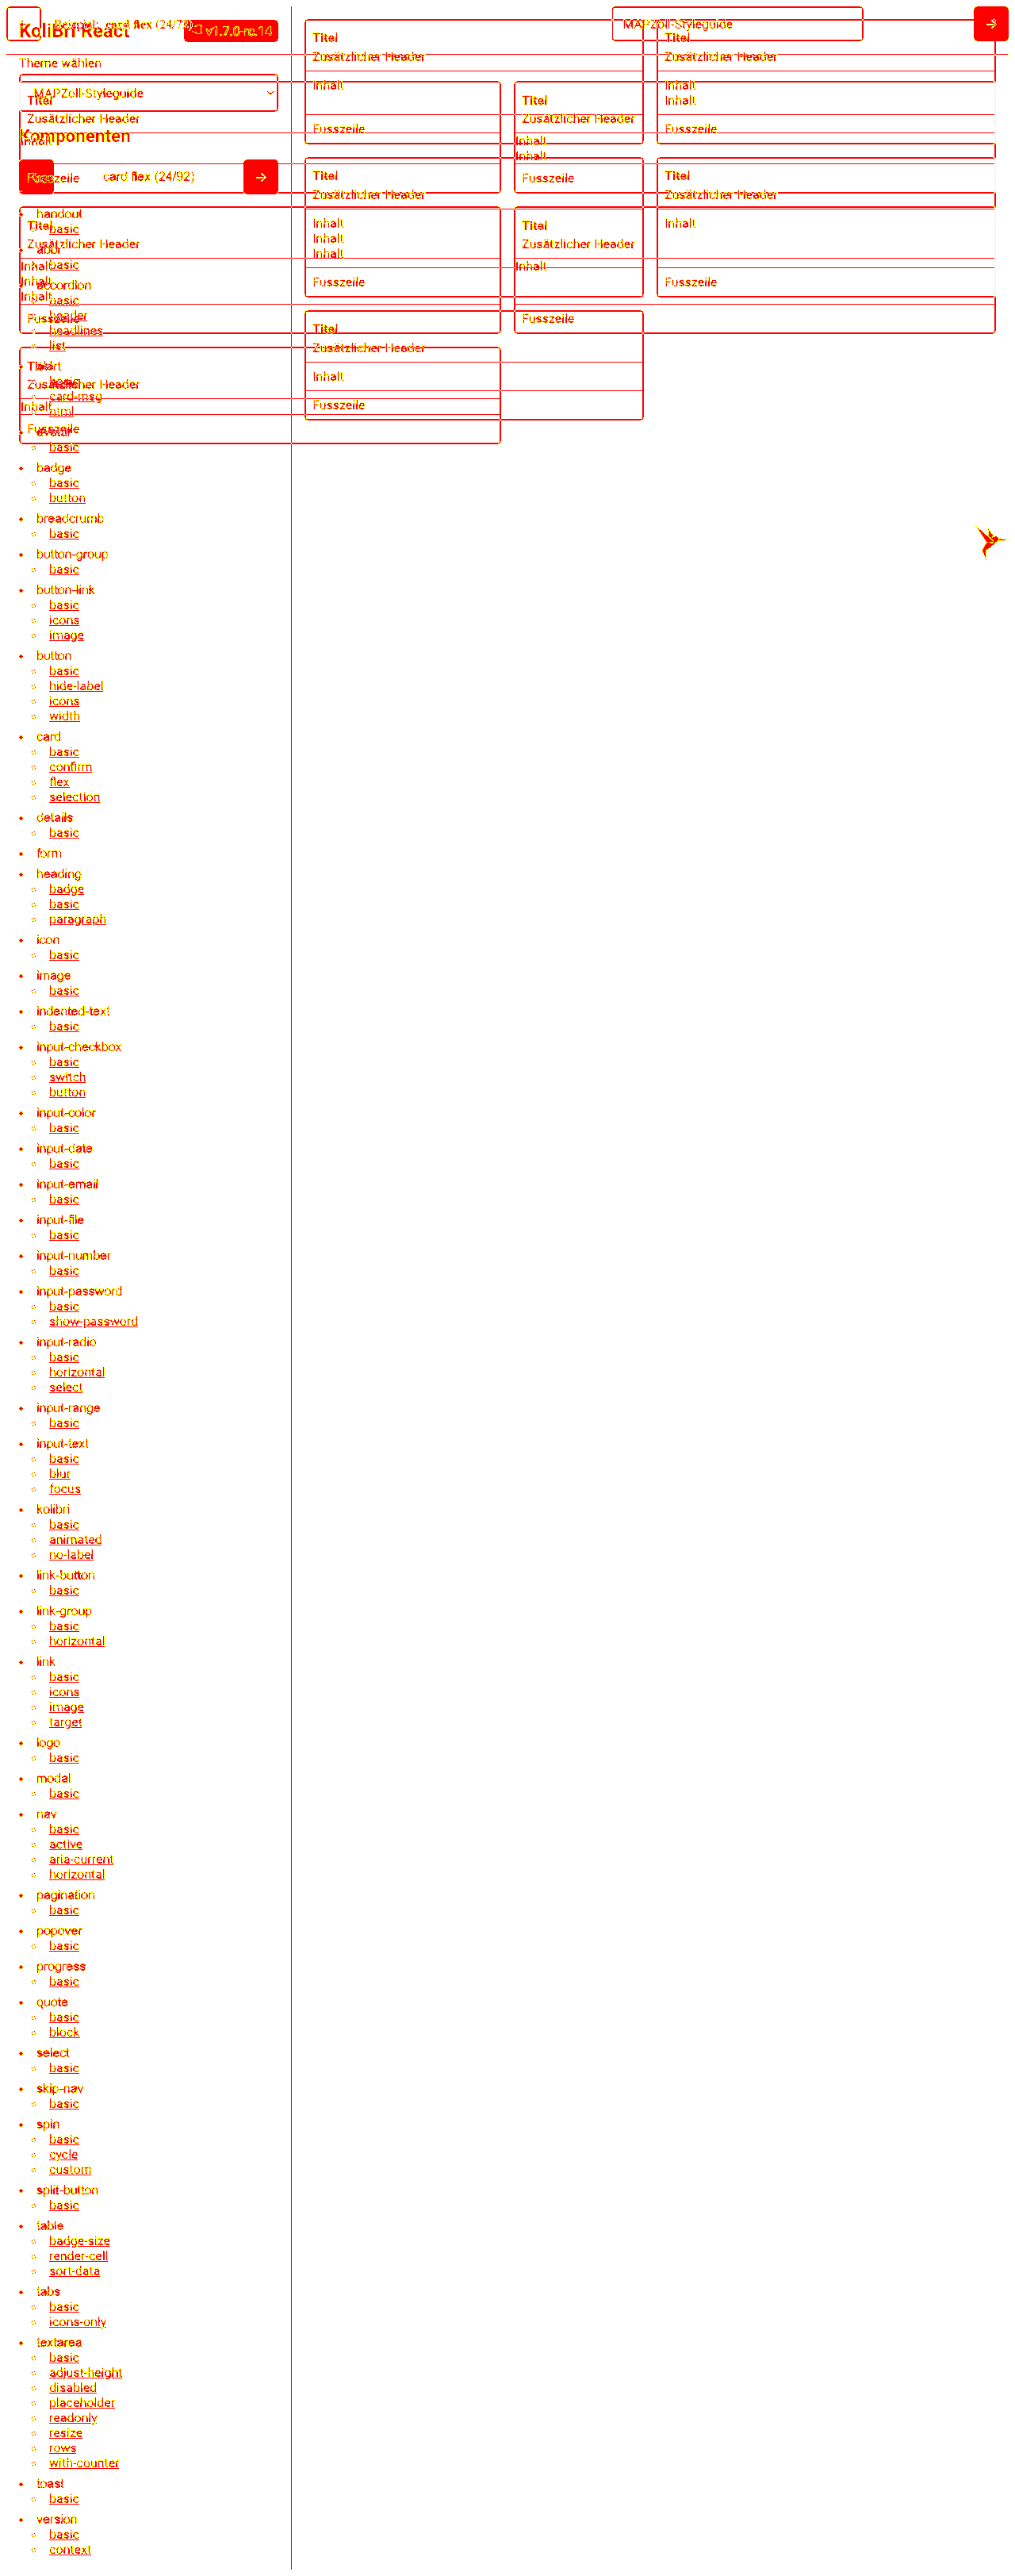 KoliBri React
v1.7.0-rc.14
Theme wählen
MAPZoll-Styleguide
Komponenten
card flex (24/92)
handout
basic
abbr
basic
accordion
basic
header
headlines
list
alert
basic
card-msg
html
avatar
basic
badge
basic
button
breadcrumb
basic
button-group
basic
button-link
basic
icons
image
button
basic
hide-label
icons
width
card
basic
confirm
flex
selection
details
basic
form
heading
badge
basic
paragraph
icon
basic
image
basic
indented-text
basic
input-checkbox
basic
switch
button
input-color
basic
input-date
basic
input-email
basic
input-file
basic
input-number
basic
input-password
basic
show-password
input-radio
basic
horizontal
select
input-range
basic
input-text
basic
blur
focus
kolibri
basic
animated
no-label
link-button
basic
link-group
basic
horizontal
link
basic
icons
image
target
logo
basic
modal
basic
nav
basic
active
aria-current
horizontal
pagination
basic
popover
basic
progress
basic
quote
basic
block
select
basic
skip-nav
basic
spin
basic
cycle
custom
split-button
basic
table
badge-size
render-cell
sort-data
tabs
basic
icons-only
textarea
basic
adjust-height
disabled
placeholder
readonly
resize
rows
with-counter
toast
basic
version
basic
context
Beispiel: card flex (24/72)
MAPZoll-Styleguide
Titel
Zusätzlicher Header
Inhalt
Fusszeile
Titel
Zusätzlicher Header
Inhalt
Inhalt
Fusszeile
Titel
Zusätzlicher Header
Inhalt
Inhalt
Inhalt
Fusszeile
Titel
Zusätzlicher Header
Inhalt
Fusszeile
Titel
Zusätzlicher Header
Inhalt
Fusszeile
Titel
Zusätzlicher Header
Inhalt
Fusszeile
Titel
Zusätzlicher Header
Inhalt
Inhalt
Fusszeile
Titel
Zusätzlicher Header
Inhalt
Inhalt
Inhalt
Fusszeile
Titel
Zusätzlicher Header
Inhalt
Fusszeile
Titel
Zusätzlicher Header
Inhalt
Fusszeile